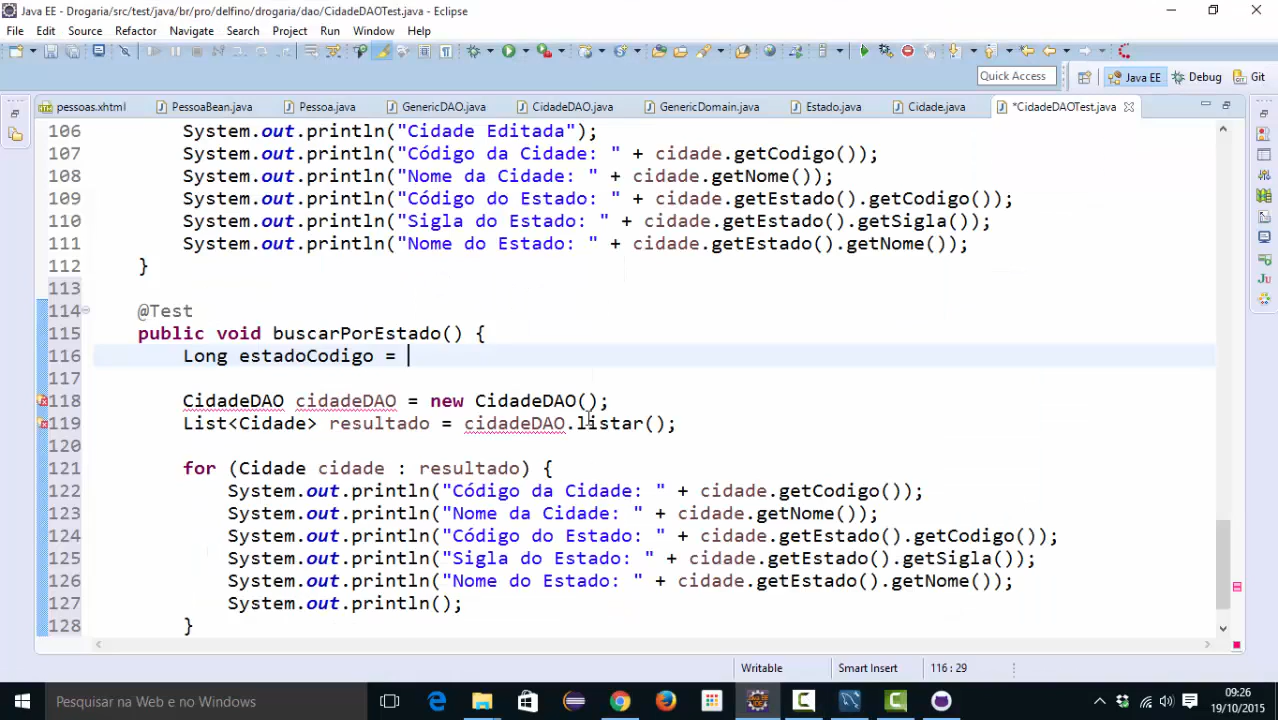 Java EE - Drogaria/src/test/java/br/pro/delfino/drogaria/dao/CidadeDAOTest.java - Eclipse
File Edit Source Refactor Navigate Search Project Run Window Help
Quick Access Java EE Debug Git
pessoas.xhtml PessoaBean.java Pessoa.java GenericDAO.java CidadeDAO.java GenericDomain.java Estado.java Cidade.java *CidadeDAOTest.java
106 System.out.println("Cidade Editada");
107 System.out.println("Código da Cidade: " + cidade.getCodigo());
108 System.out.println("Nome da Cidade: " + cidade.getNome());
109 System.out.println("Código do Estado: " + cidade.getEstado().getCodigo());
110 System.out.println("Sigla do Estado: " + cidade.getEstado().getSigla());
111 System.out.println("Nome do Estado: " + cidade.getEstado().getNome());
112 }
113
114 @Test
115 public void buscarPorEstado() {
116 Long estadoCodigo =
117
118 CidadeDAO cidadeDAO = new CidadeDAO();
119 List<Cidade> resultado = cidadeDAO.listar();
120
121 for (Cidade cidade : resultado) {
122 System.out.println("Código da Cidade: " + cidade.getCodigo());
123 System.out.println("Nome da Cidade: " + cidade.getNome());
124 System.out.println("Código do Estado: " + cidade.getEstado().getCodigo());
125 System.out.println("Sigla do Estado: " + cidade.getEstado().getSigla());
126 System.out.println("Nome do Estado: " + cidade.getEstado().getNome());
127 System.out.println();
128 }
Writable Smart Insert 116 : 29
Pesquisar na Web e no Windows
09:26
19/10/2015